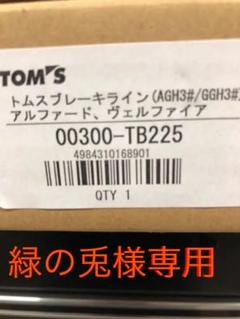 TOM'S
トムスブレーキライン(AGH3#/GGH3#)
アルファード、ヴェルファイア
00300-TB225
4984310168901
QTY 1
緑の兎様専用